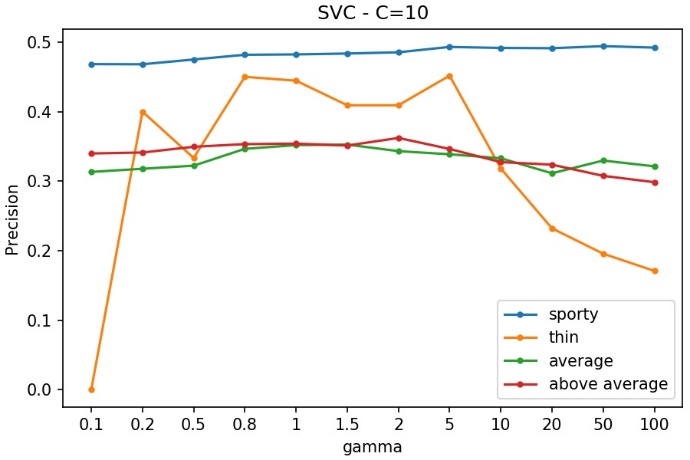 SVC - C=10
Precision
0.5
0.4
0.3
0.2
0.1
0.0
sporty
thin
average
above average
0.1 0.2 0.5 0.8 1 1.5 2 5 10 20 50 100
gamma